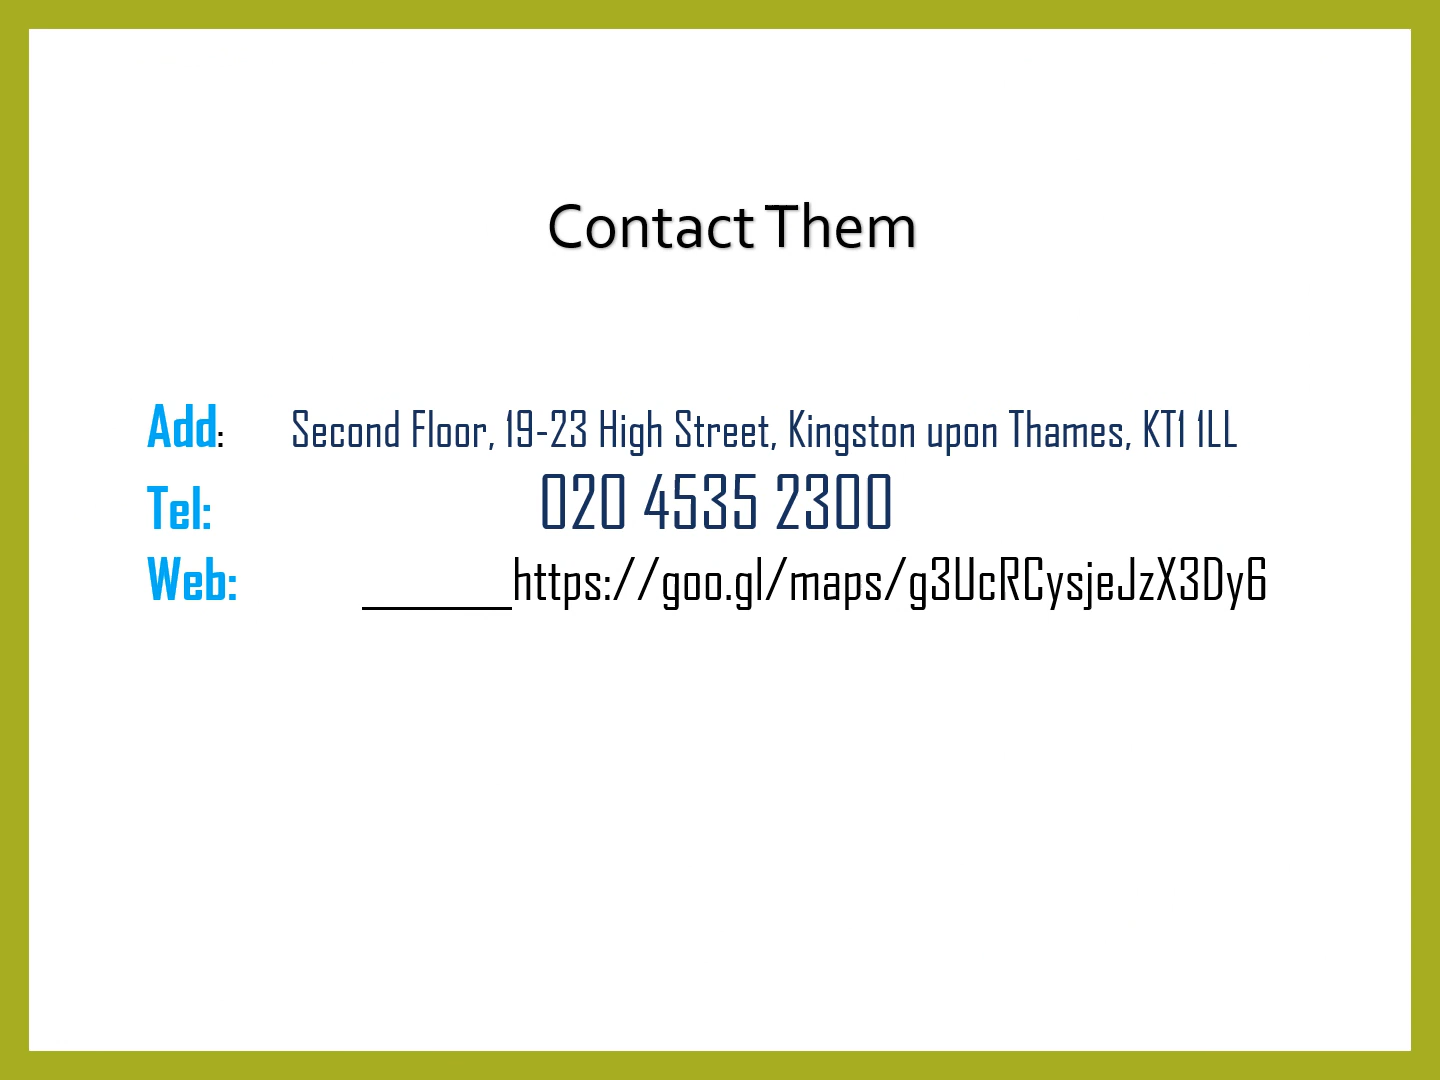 Contact Them
Add: Second Floor, 19-23 High Street, Kingston upon Thames, KT1 1LL
Tel: 020 4535 2300
Web: ______https://goo.gl/maps/g3UcRCysjeJzX3Dy6